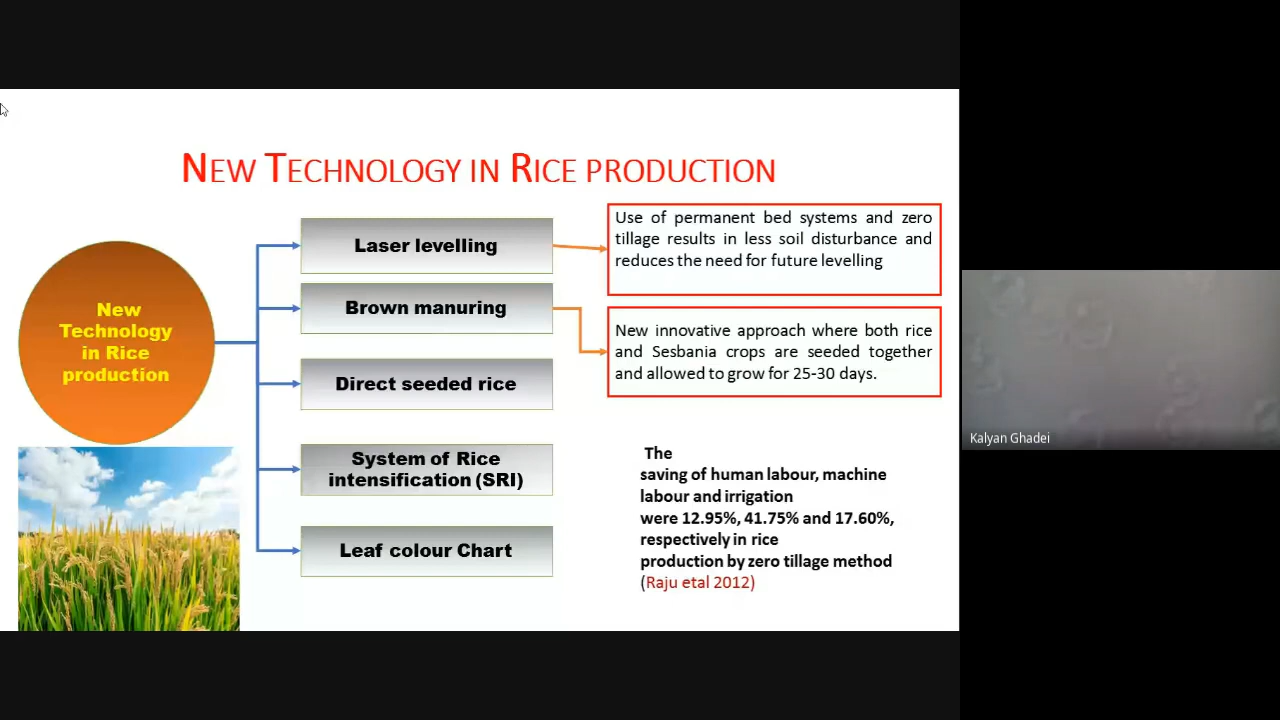 NEW TECHNOLOGY IN RICE PRODUCTION
New
Technology
in Rice
production
Laser levelling
Brown manuring
Direct seeded rice
System of Rice
intensification (SRI)
Leaf colour Chart
Use of permanent bed systems and zero
tillage results in less soil disturbance and
reduces the need for future levelling
New innovative approach where both rice
and Sesbania crops are seeded together
and allowed to grow for 25-30 days.
The
saving of human labour, machine
labour and irrigation
were 12.95%, 41.75% and 17.60%,
respectively in rice
production by zero tillage method
(Raju etal 2012)
Kalyan Ghadei